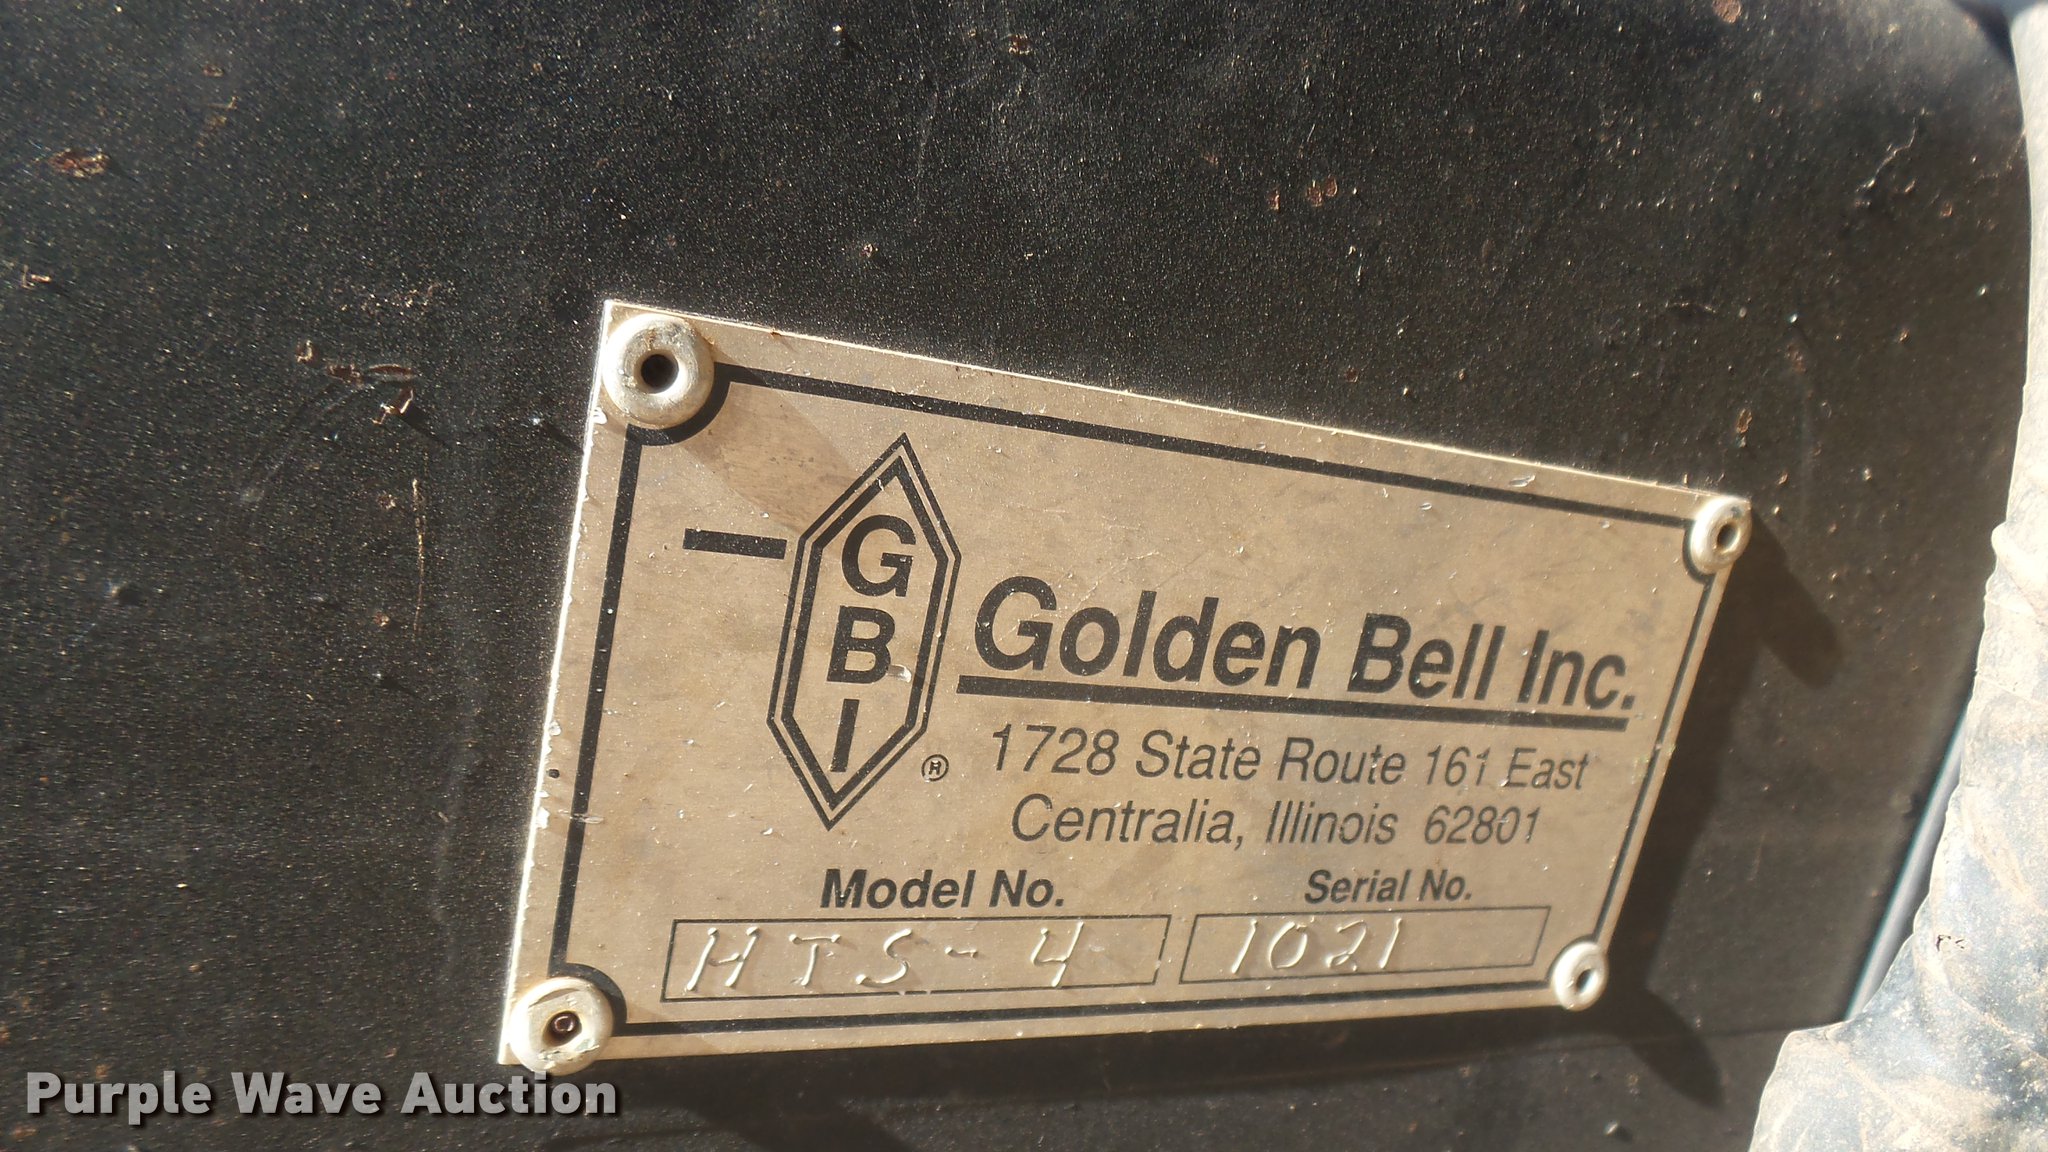 G
B
I
®
Golden Bell Inc.
1728 State Route 161 East
Centralia, Illinois 62801
Model No. Serial No.
HTS-4 1021
Purple Wave Auction